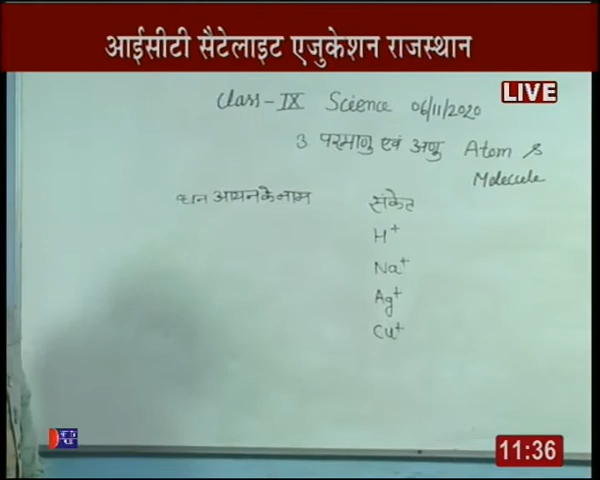 आईसीटी सैटेलाइट एजुकेशन राजस्थान
LIVE
Class-IX Science 06/11/2020
3 परमाणु एवं अणु Atom &
Molecule
धन आयन के नाम संकेत
H⁺
Na⁺
Ag⁺
Cu⁺
11:36